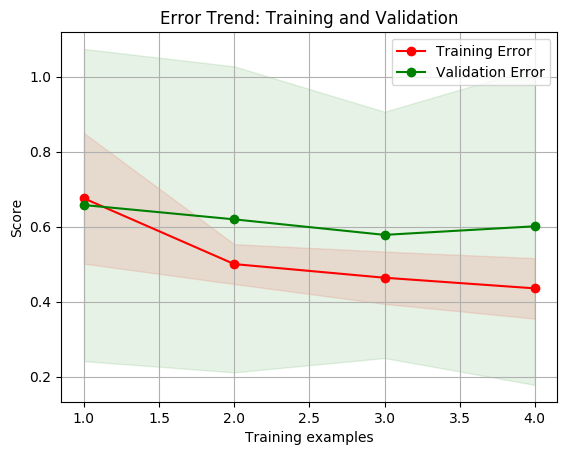 Error Trend: Training and Validation
Training Error
Validation Error
Score
1.0
0.8
0.6
0.4
0.2
1.0 1.5 2.0 2.5 3.0 3.5 4.0
Training examples